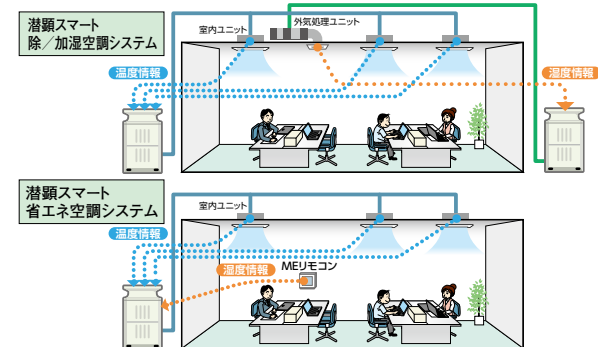 潜顕スマート
除／加湿空調システム
室内ユニット
外気処理ユニット
温度情報
湿度情報
潜顕スマート
省エネ空調システム
室内ユニット
温度情報
湿度情報
MEリモコン